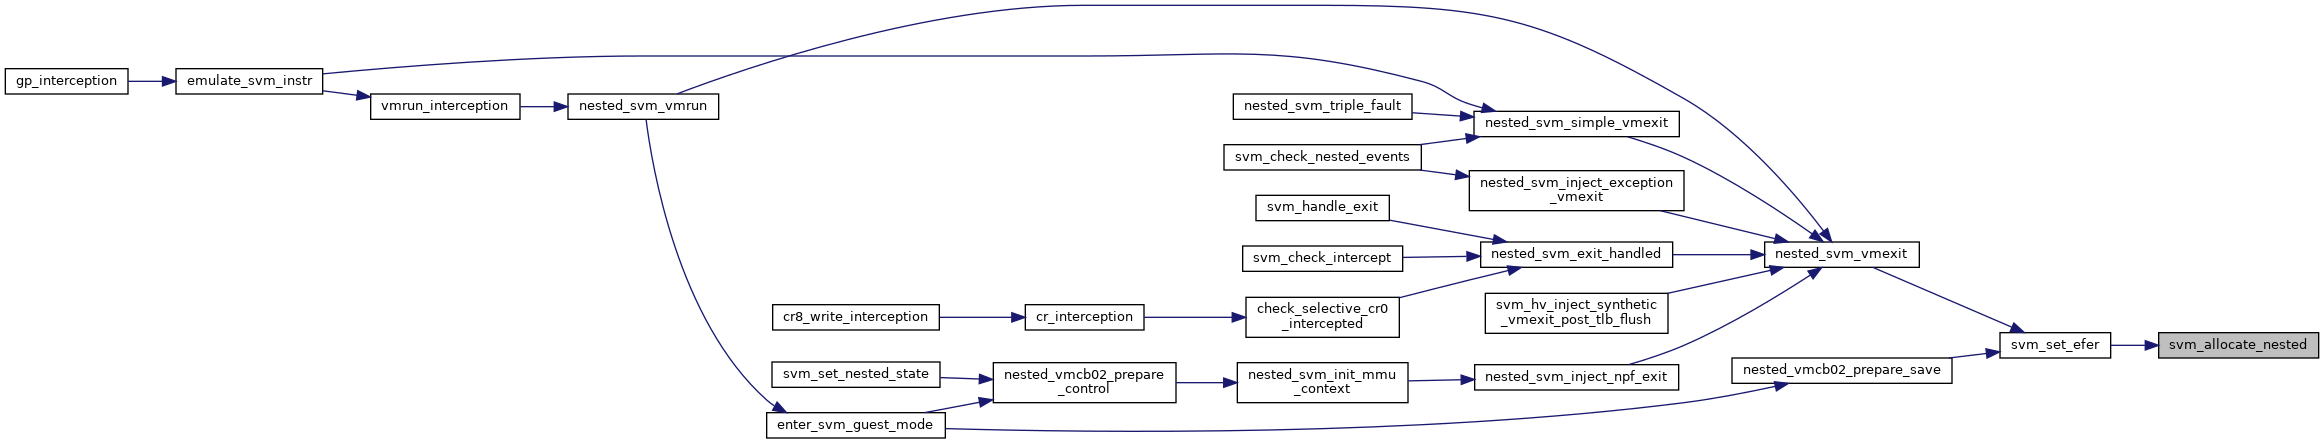 gp_interception
emulate_svm_instr
vmrun_interception
nested_svm_vmrun
nested_svm_triple_fault
nested_svm_simple_vmexit
svm_check_nested_events
nested_svm_inject_exception
_vmexit
svm_handle_exit
svm_check_intercept
nested_svm_exit_handled
nested_svm_vmexit
svm_hv_inject_synthetic
_vmexit_post_tlb_flush
cr8_write_interception
cr_interception
check_selective_cr0
_intercepted
svm_set_efer
svm_allocate_nested
svm_set_nested_state
nested_vmcb02_prepare
_control
nested_svm_init_mmu
_context
nested_svm_inject_npf_exit
nested_vmcb02_prepare_save
enter_svm_guest_mode